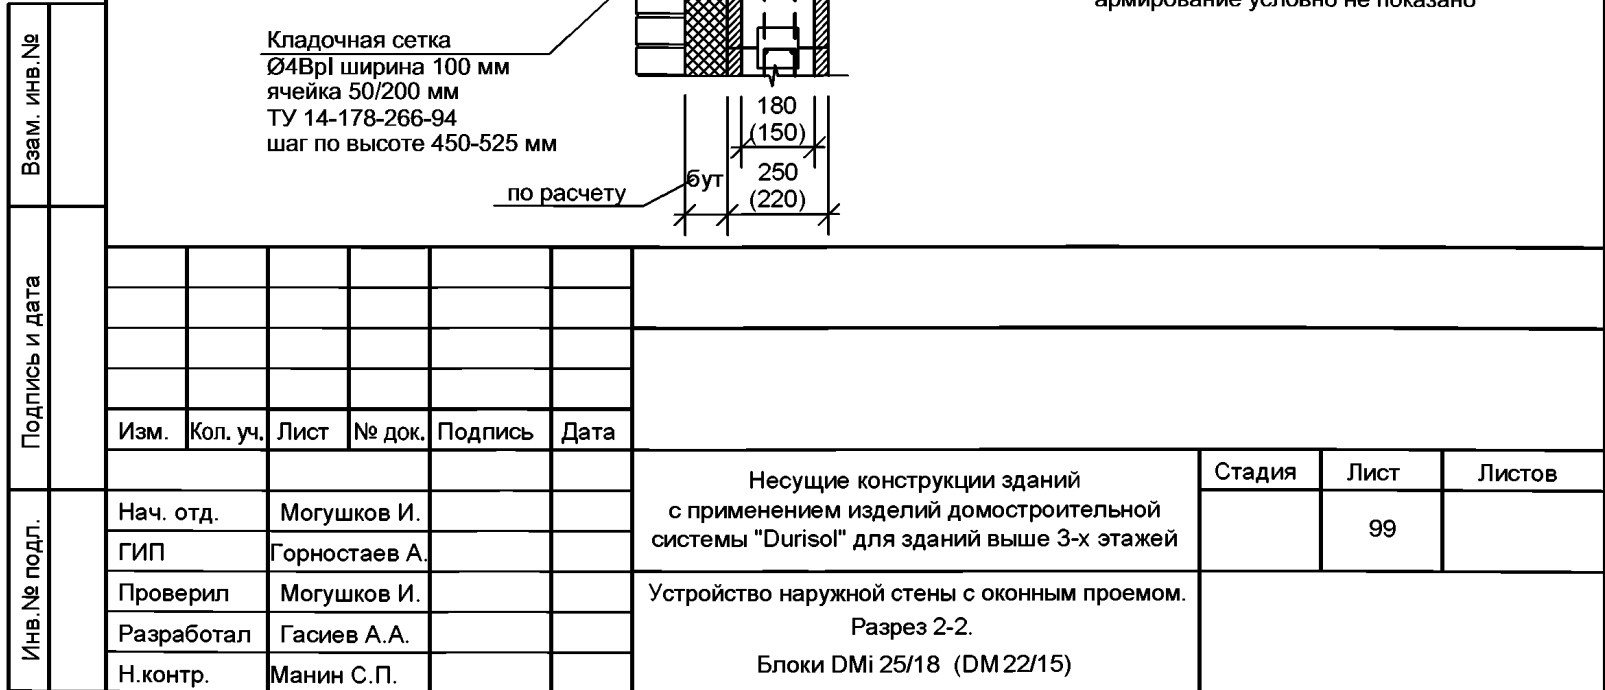 армирование условно не показано
Кладочная сетка
Ø4BpI ширина 100 мм
ячейка 50/200 мм
ТУ 14-178-266-94
шаг по высоте 450-525 мм
180
(150)
250
(220)
бут
по расчету
Взам. инв.№
Подпись и дата
Инв.№ подл.
Изм. Кол. уч. Лист № док. Подпись Дата
Нач. отд. Могушков И.
ГИП Горностаев А.
Проверил Могушков И.
Разработал Гасиев А.А.
Н.контр. Манин С.П.
Несущие конструкции зданий
с применением изделий домостроительной
системы "Durisol" для зданий выше 3-х этажей
Стадия Лист Листов
99
Устройство наружной стены с оконным проемом.
Разрез 2-2.
Блоки DMi 25/18 (DM 22/15)